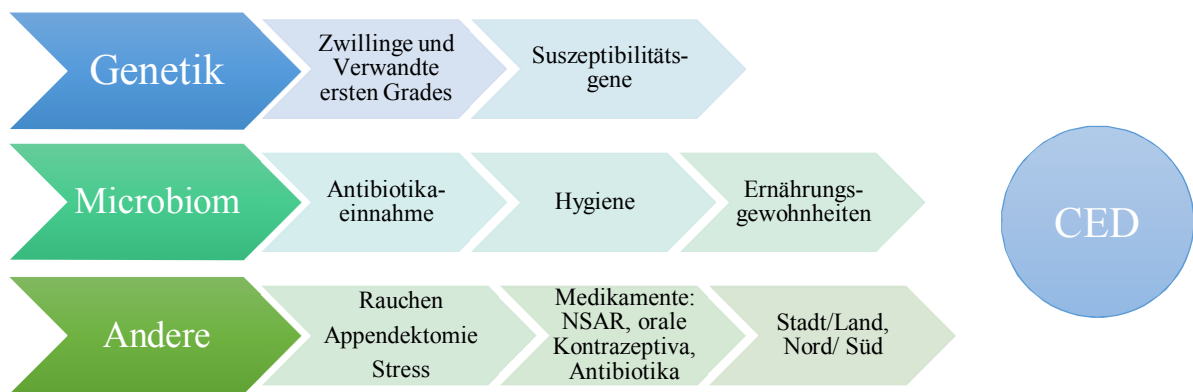 Genetik
Zwillinge und
Verwandte
ersten Grades
Suszeptibilitäts-
gene
Microbiom
Antibiotika-
einnahme
Hygiene
Ernährungs-
gewohnheiten
CED
Andere
Rauchen
Appendektomie
Stress
Medikamente:
NSAR, orale
Kontrazeptiva,
Antibiotika
Stadt/Land,
Nord/ Süd